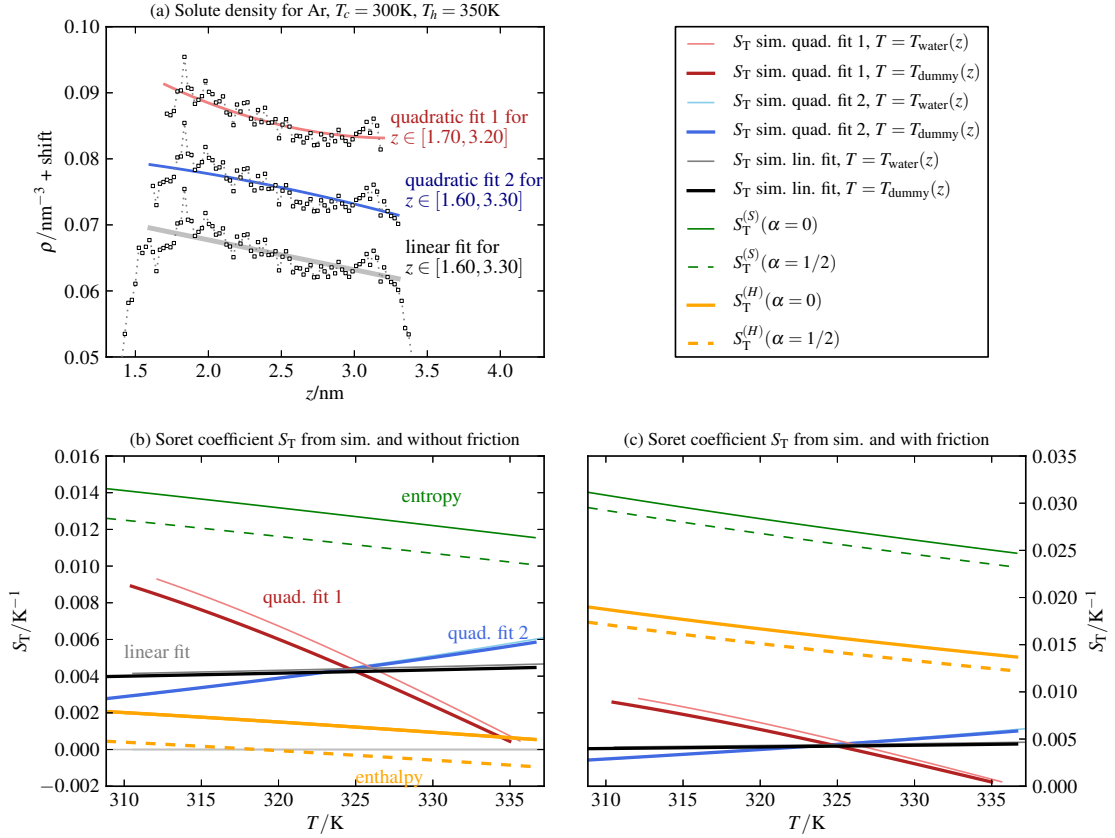 (a) Solute density for Ar, T_c = 300K, T_h = 350K
0.10
0.09
0.08
0.07
0.06
0.05
ρ/nm⁻³ + shift
quadratic fit 1 for
z ∈ [1.70, 3.20]
quadratic fit 2 for
z ∈ [1.60, 3.30]
linear fit for
z ∈ [1.60, 3.30]
1.5 2.0 2.5 3.0 3.5 4.0
z/nm
S_T sim. quad. fit 1, T = T_water(z)
S_T sim. quad. fit 1, T = T_dummy(z)
S_T sim. quad. fit 2, T = T_water(z)
S_T sim. quad. fit 2, T = T_dummy(z)
S_T sim. lin. fit, T = T_water(z)
S_T sim. lin. fit, T = T_dummy(z)
S_T^(S)(α = 0)
S_T^(S)(α = 1/2)
S_T^(H)(α = 0)
S_T^(H)(α = 1/2)
(b) Soret coefficient S_T from sim. and without friction
0.016
0.014
0.012
0.010
0.008
0.006
0.004
0.002
0.000
−0.002
S_T/K⁻¹
entropy
quad. fit 1
quad. fit 2
linear fit
enthalpy
310 315 320 325 330 335
T/K
(c) Soret coefficient S_T from sim. and with friction
0.035
0.030
0.025
0.020
0.015
0.010
0.005
0.000
S_T/K⁻¹
310 315 320 325 330 335
T/K